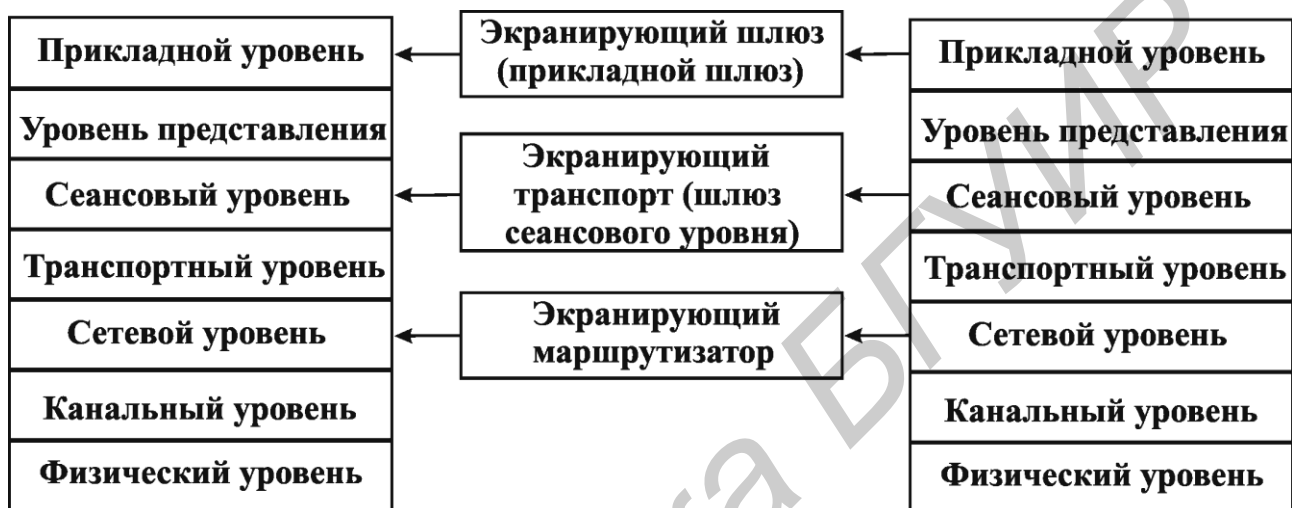 Прикладной уровень
Уровень представления
Сеансовый уровень
Транспортный уровень
Сетевой уровень
Канальный уровень
Физический уровень
Экранирующий шлюз
(прикладной шлюз)
Экранирующий
транспорт (шлюз
сеансового уровня)
Экранирующий
маршрутизатор
Прикладной уровень
Уровень представления
Сеансовый уровень
Транспортный уровень
Сетевой уровень
Канальный уровень
Физический уровень
БГУИР